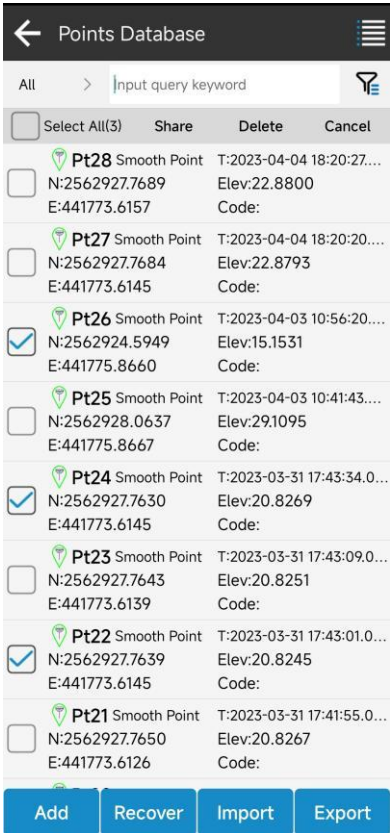 Points Database
All > Input query keyword
Select All(3) Share Delete Cancel
Pt28 Smooth Point T:2023-04-04 18:20:27....
N:2562927.7689 Elev:22.8800
E:441773.6157 Code:
Pt27 Smooth Point T:2023-04-04 18:20:20....
N:2562927.7684 Elev:22.8793
E:441773.6145 Code:
Pt26 Smooth Point T:2023-04-03 10:56:20....
N:2562924.5949 Elev:15.1531
E:441775.8660 Code:
Pt25 Smooth Point T:2023-04-03 10:41:43....
N:2562928.0637 Elev:29.1095
E:441775.8667 Code:
Pt24 Smooth Point T:2023-03-31 17:43:34.0...
N:2562927.7630 Elev:20.8269
E:441773.6145 Code:
Pt23 Smooth Point T:2023-03-31 17:43:09.0...
N:2562927.7643 Elev:20.8251
E:441773.6139 Code:
Pt22 Smooth Point T:2023-03-31 17:43:01.0...
N:2562927.7639 Elev:20.8245
E:441773.6145 Code:
Pt21 Smooth Point T:2023-03-31 17:41:55.0...
N:2562927.7650 Elev:20.8267
E:441773.6126 Code:
Add Recover Import Export